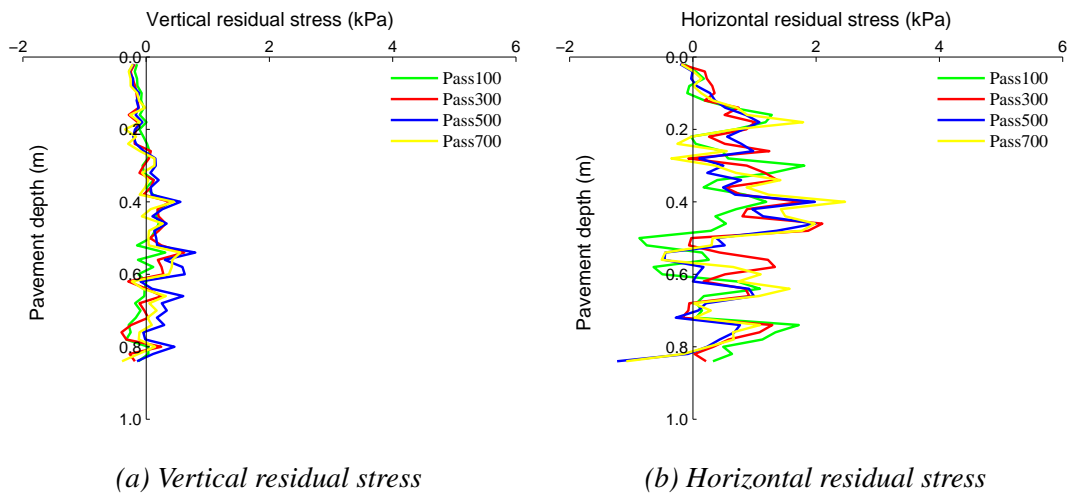 Vertical residual stress (kPa)
−2 0 2 4 6
0.0
0.2
0.4
0.6
0.8
1.0
Pavement depth (m)
Pass100
Pass300
Pass500
Pass700
(a) Vertical residual stress
Horizontal residual stress (kPa)
−2 0 2 4 6
0.0
0.2
0.4
0.6
0.8
1.0
Pavement depth (m)
Pass100
Pass300
Pass500
Pass700
(b) Horizontal residual stress